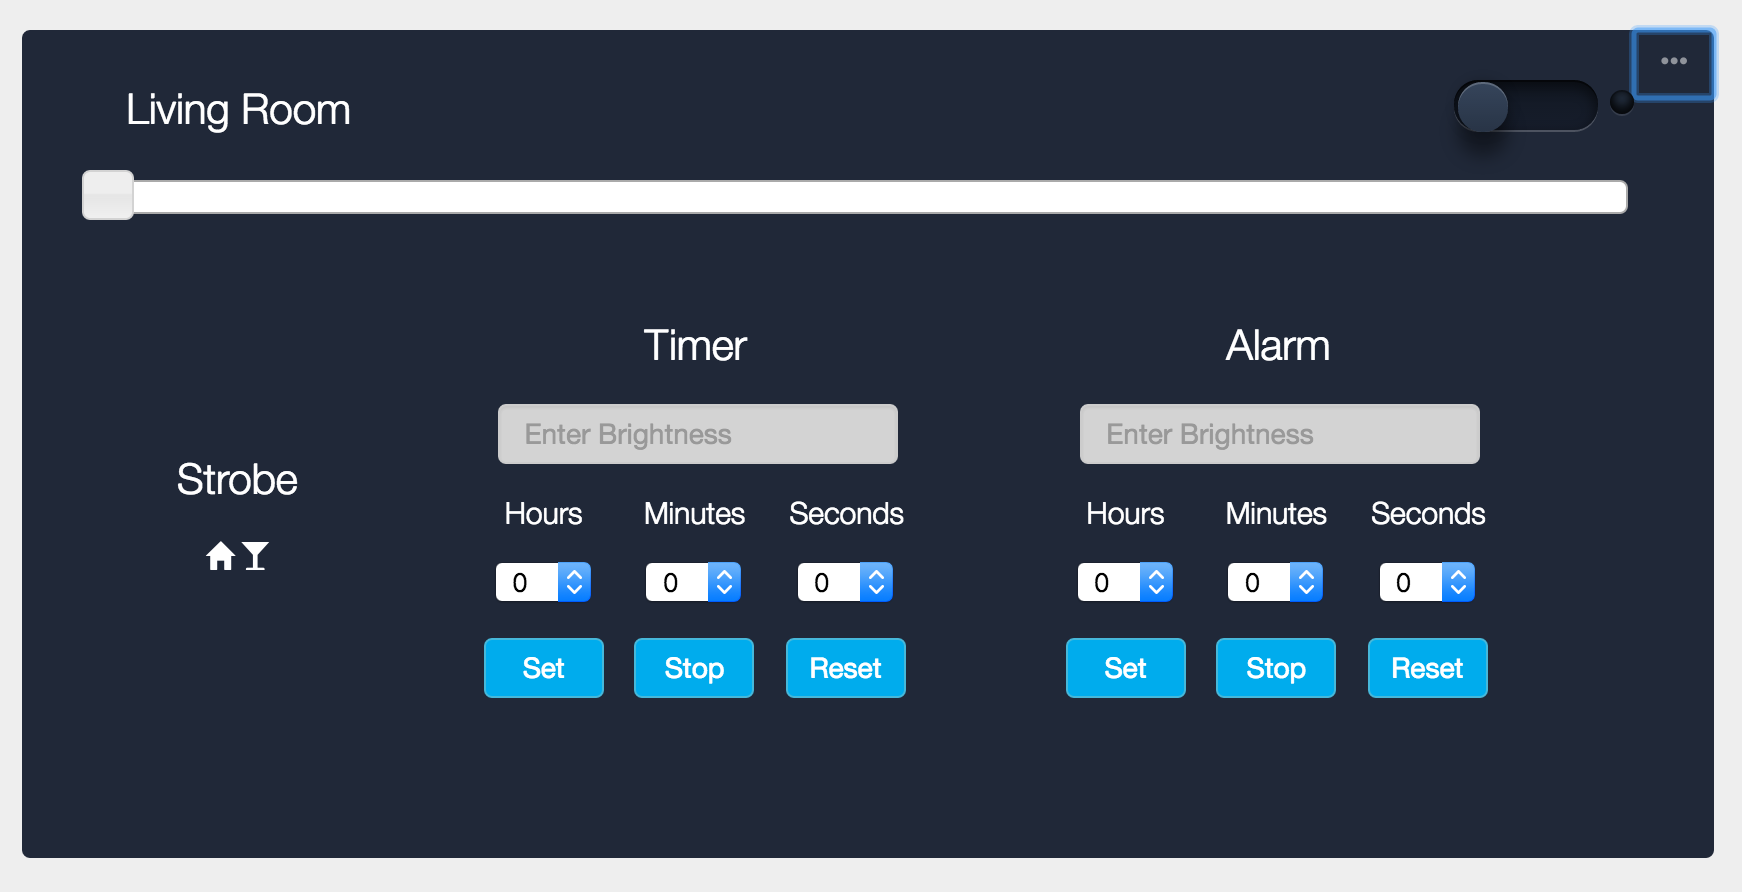 •••
Living Room
Timer
Alarm
Enter Brightness
Enter Brightness
Strobe
Hours Minutes Seconds
Hours Minutes Seconds
0 0 0
0 0 0
Set Stop Reset
Set Stop Reset